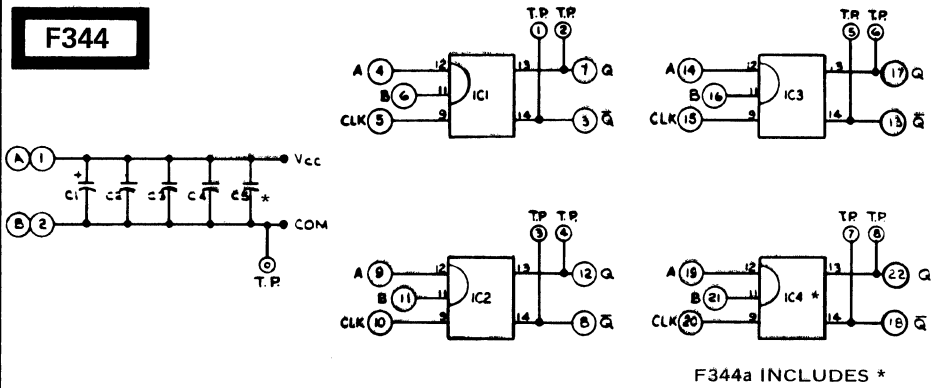 F344
T.P. T.P.
1 2
A 4 12 13 7 Q
B 6 11 IC1
CLK 5 9 14 3 Q̅
T.P. T.P.
5 6
A 14 12 13 17 Q
B 16 11 IC3
CLK 15 9 14 13 Q̅
A 1 Vcc
+ C1 C2 C3 C4 C5 *
B 2 COM
0
T.P.
T.P. T.P.
3 4
A 9 12 13 12 Q
B 11 11 IC2
CLK 10 9 14 8 Q̅
T.P. T.P.
7 8
A 19 12 13 22 Q
B 21 11 IC4 *
CLK 20 9 14 18 Q̅
F344a INCLUDES *